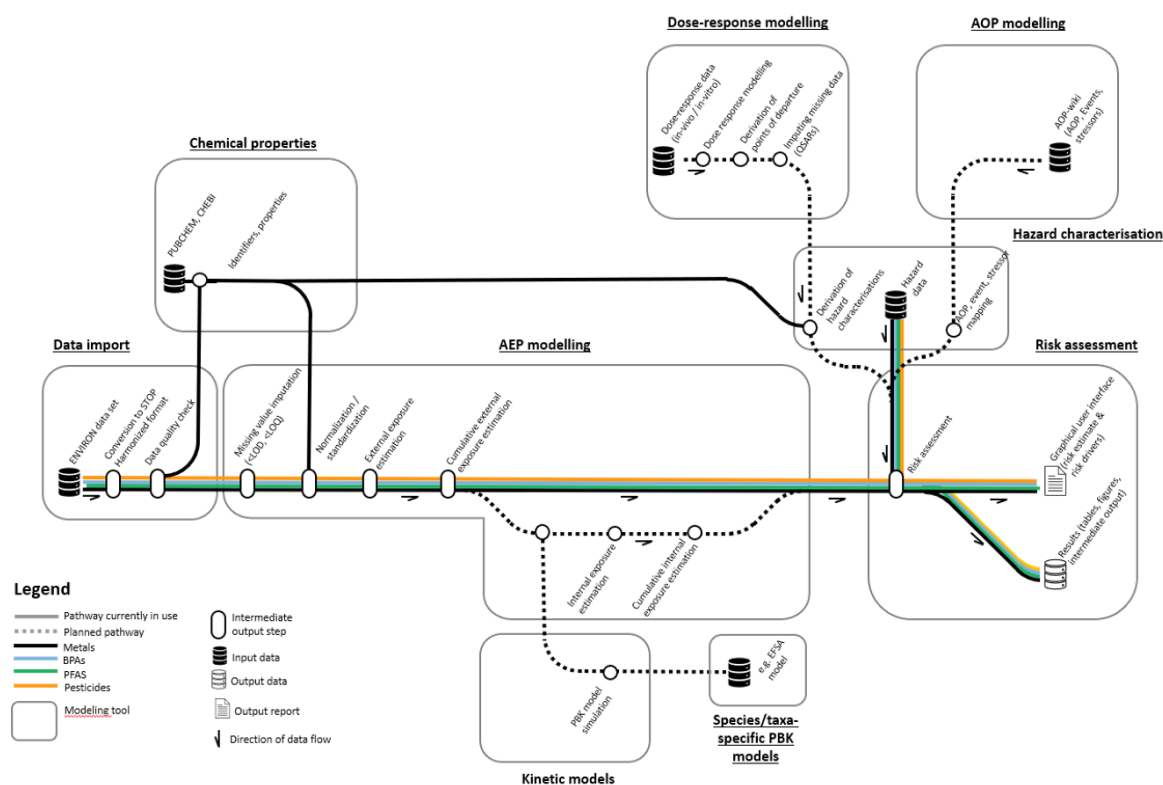 Dose-response modelling
AOP modelling
Dose-response data
(in-vivo / in-vitro)
Dose response modelling
Derivation of
points of departure
Imputing missing data
(QSARs)
AOP-wiki
(AOP, Events,
stressors)
Chemical properties
PUBCHEM, CHEBI
Identifiers, properties
Hazard characterisation
Derivation of
hazard
characterisations
Hazard
data
AOP, event, stressor
mapping
Data import
AEP modelling
Risk assessment
ENVIRON data set
Conversion to STOP
Harmonized format
Data quality check
Missing value imputation
(<LOD, <LOQ)
Normalization /
standardization
External exposure
estimation
Cumulative external
exposure estimation
Risk assessment
Graphical user interface
(risk estimate &
risk drivers)
Results (tables, figures,
intermediate output)
Internal exposure
estimation
Cumulative internal
exposure estimation
PBK model
simulation
e.g. EFSA
model
Kinetic models
Species/taxa-
specific PBK
models
Legend
Pathway currently in use
Planned pathway
Metals
BPAs
PFAS
Pesticides
Modeling tool
Intermediate
output step
Input data
Output data
Output report
Direction of data flow